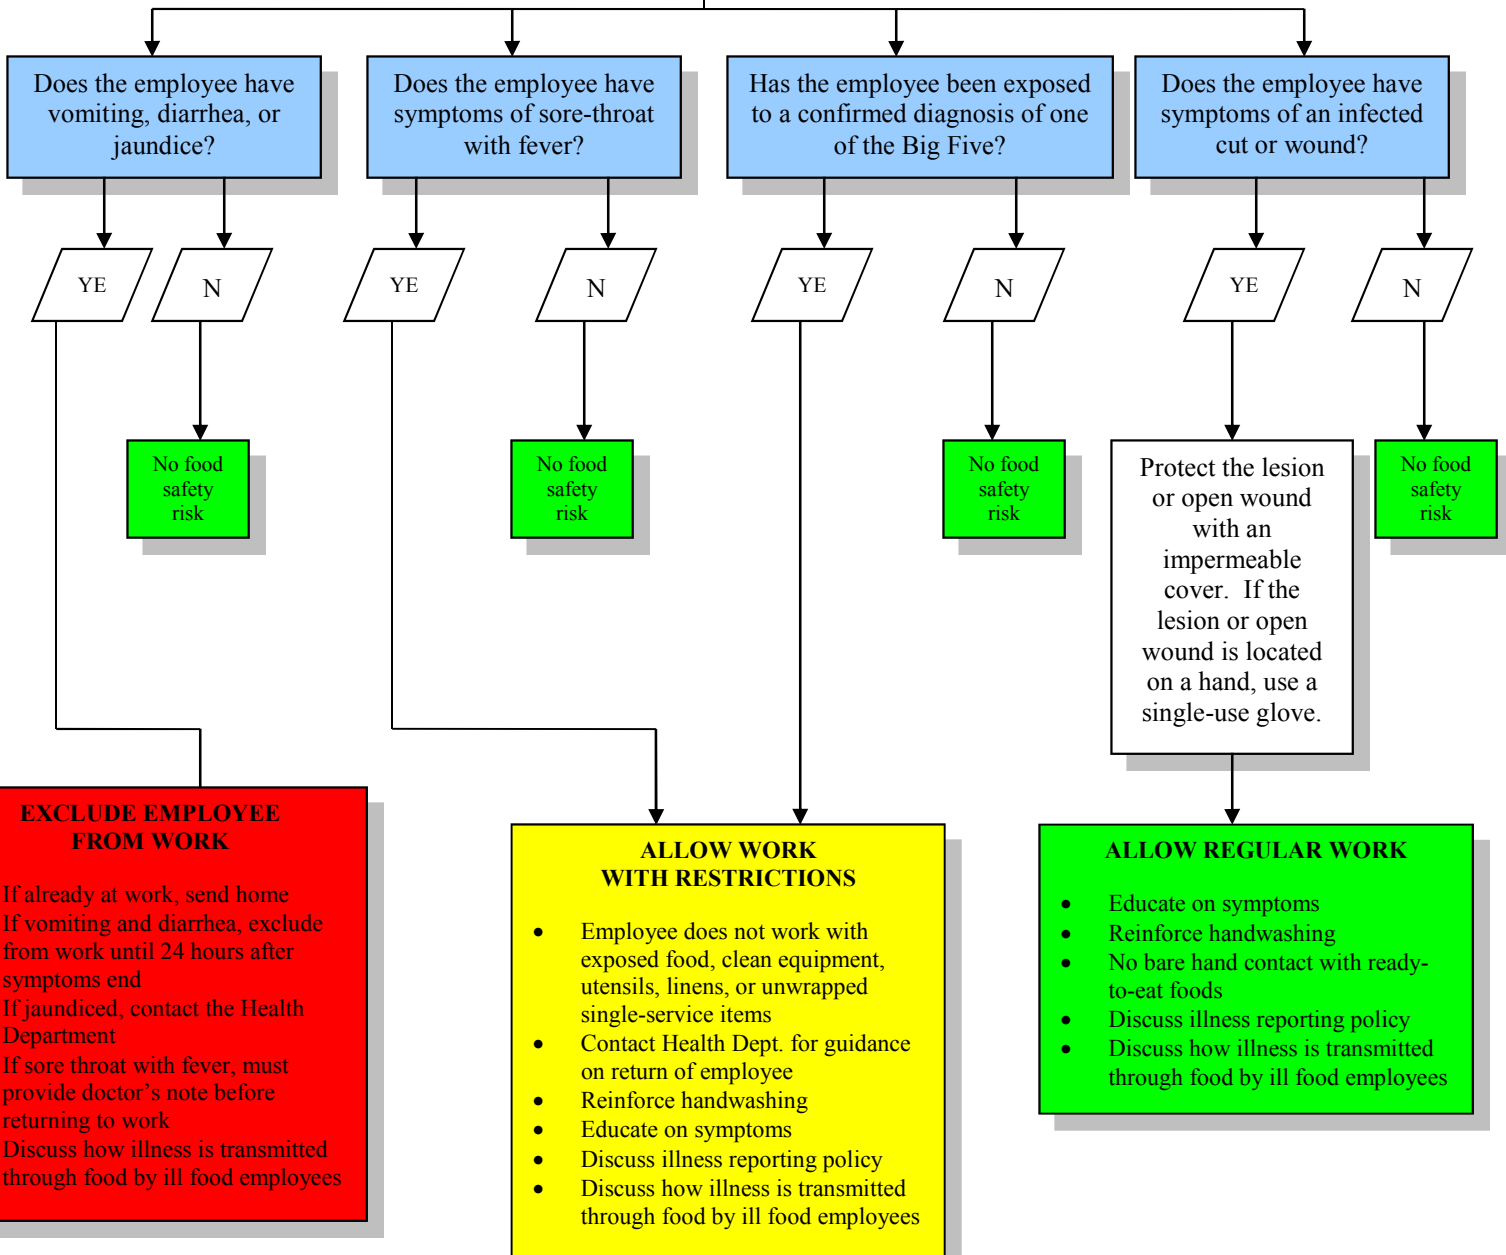 Does the employee have
vomiting, diarrhea, or
jaundice?
Does the employee have
symptoms of sore-throat
with fever?
Has the employee been exposed
to a confirmed diagnosis of one
of the Big Five?
Does the employee have
symptoms of an infected
cut or wound?
YE
N
YE
N
YE
N
YE
N
No food
safety
risk
No food
safety
risk
No food
safety
risk
Protect the lesion
or open wound
with an
impermeable
cover. If the
lesion or open
wound is located
on a hand, use a
single-use glove.
No food
safety
risk
EXCLUDE EMPLOYEE
FROM WORK
If already at work, send home
If vomiting and diarrhea, exclude
from work until 24 hours after
symptoms end
If jaundiced, contact the Health
Department
If sore throat with fever, must
provide doctor’s note before
returning to work
Discuss how illness is transmitted
through food by ill food employees
ALLOW WORK
WITH RESTRICTIONS
• Employee does not work with
exposed food, clean equipment,
utensils, linens, or unwrapped
single-service items
• Contact Health Dept. for guidance
on return of employee
• Reinforce handwashing
• Educate on symptoms
• Discuss illness reporting policy
• Discuss how illness is transmitted
through food by ill food employees
ALLOW REGULAR WORK
• Educate on symptoms
• Reinforce handwashing
• No bare hand contact with ready-
to-eat foods
• Discuss illness reporting policy
• Discuss how illness is transmitted
through food by ill food employees